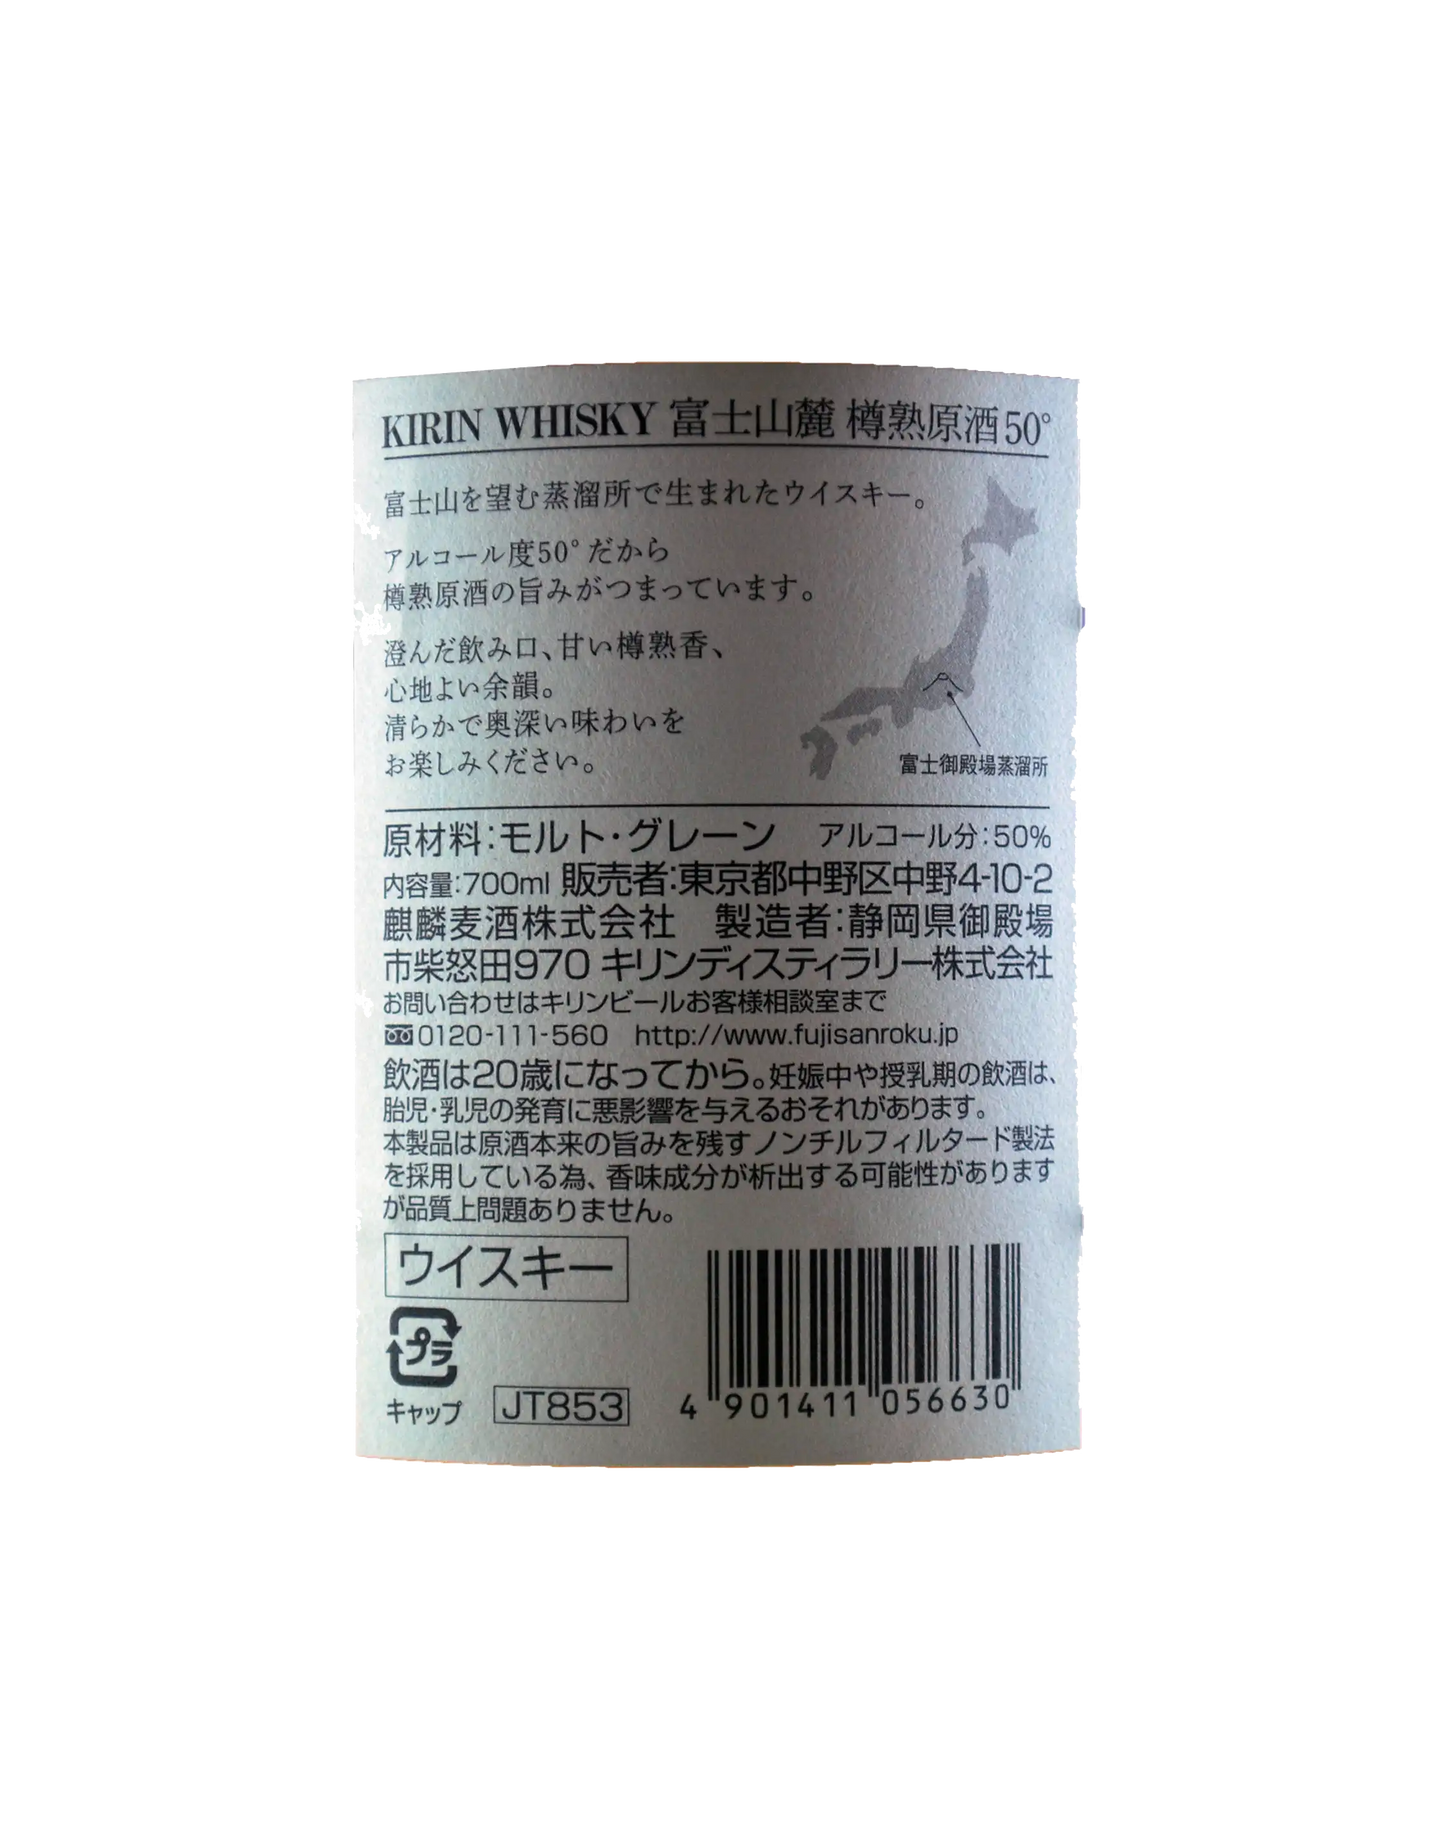 KIRIN WHISKY 富士山麓 樽熟原酒50°
富士山を望む蒸溜所で生まれたウイスキー。
アルコール度50°だから
樽熟原酒の旨みがつまっています。
澄んだ飲み口、甘い樽熟香、
心地よい余韻。
清らかで奥深い味わいを
お楽しみください。
富士御殿場蒸溜所
原材料:モルト・グレーン アルコール分:50%
内容量:700ml 販売者:東京都中野区中野4-10-2
麒麟麦酒株式会社 製造者:静岡県御殿場
市柴怒田970 キリンディスティラリー株式会社
お問い合わせはキリンビールお客様相談室まで
0120-111-560 http://www.fujisanroku.jp
飲酒は20歳になってから。妊娠中や授乳期の飲酒は、
胎児・乳児の発育に悪影響を与えるおそれがあります。
本製品は原酒本来の旨みを残すノンチルフィルタード製法
を採用している為、香味成分が析出する可能性があります
が品質上問題ありません。
ウイスキー
プラ
キャップ
JT853
4 901411 056630